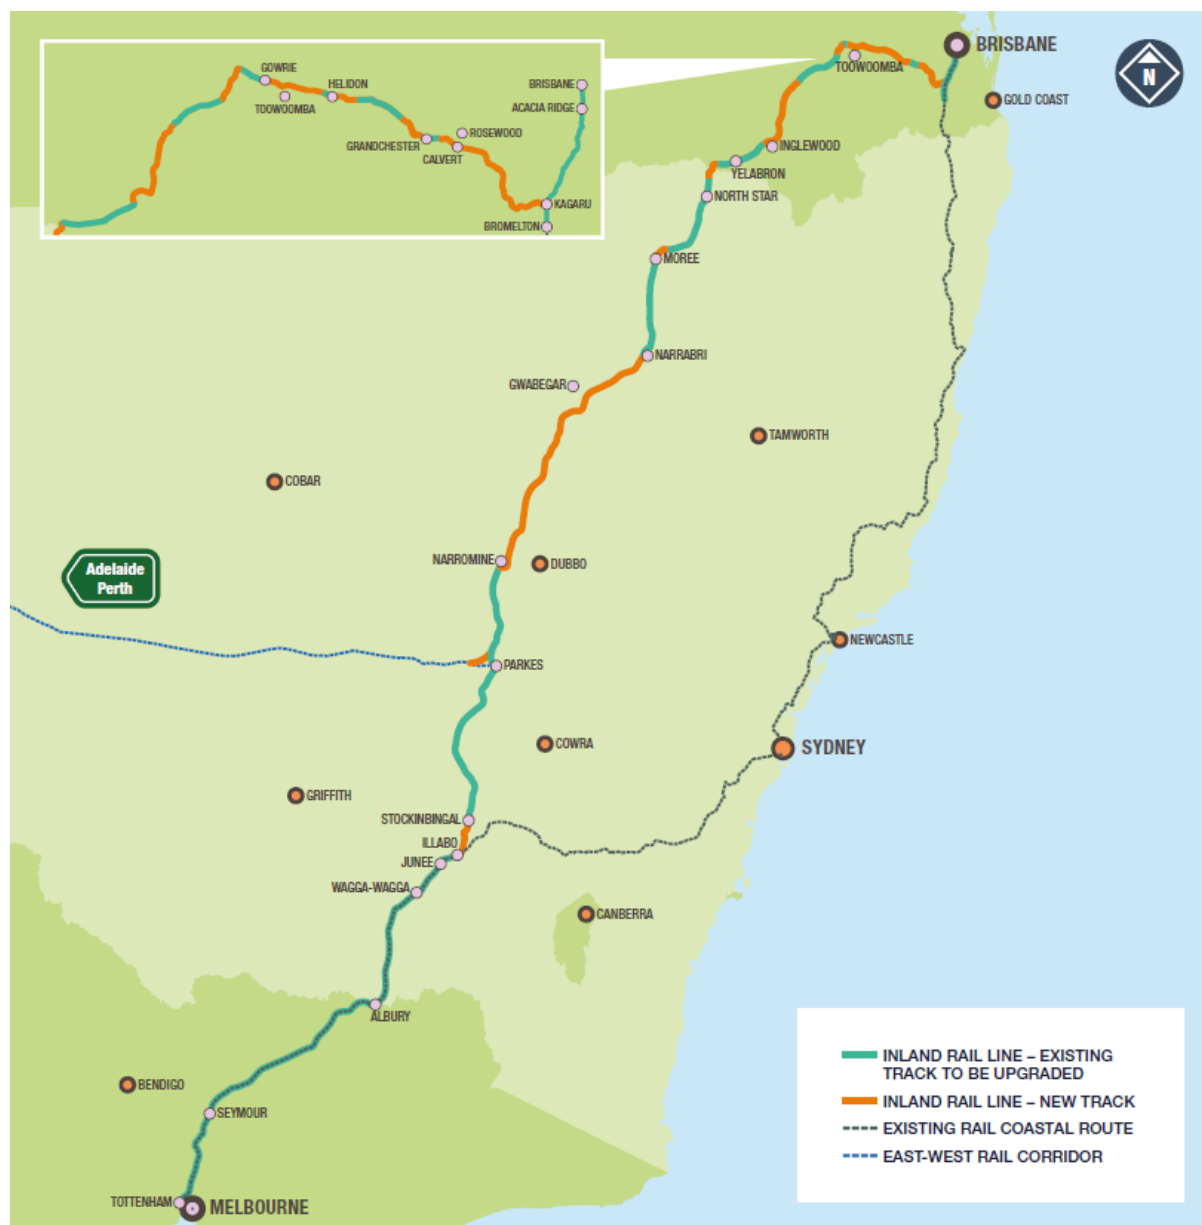 BRISBANE
N
TOOWOOMBA
GOLD COAST
GOWRIE
HELIDON
TOOWOOMBA
BRISBANE
ACACIA RIDGE
ROSEWOOD
GRANDCHESTER
CALVERT
KAGARU
BROMELTON
INGLEWOOD
YELABRON
NORTH STAR
MOREE
NARRABRI
GWABEGAR
TAMWORTH
COBAR
NARROMINE
DUBBO
Adelaide
Perth
NEWCASTLE
PARKES
COWRA
SYDNEY
GRIFFITH
STOCKINBINGAL
ILLABO
JUNEE
WAGGA-WAGGA
CANBERRA
ALBURY
BENDIGO
SEYMOUR
TOTTENHAM
MELBOURNE
INLAND RAIL LINE – EXISTING
TRACK TO BE UPGRADED
INLAND RAIL LINE – NEW TRACK
EXISTING RAIL COASTAL ROUTE
EAST-WEST RAIL CORRIDOR